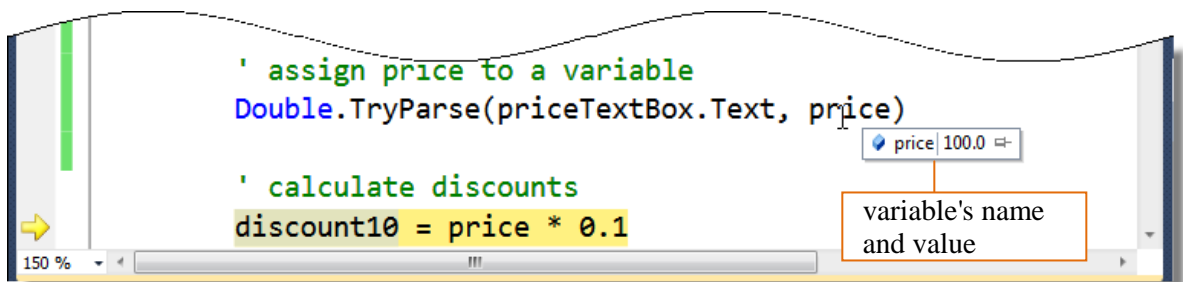 ' assign price to a variable
Double.TryParse(priceTextBox.Text, price)
price 100.0
' calculate discounts
discount10 = price * 0.1
variable's name
and value
150 %